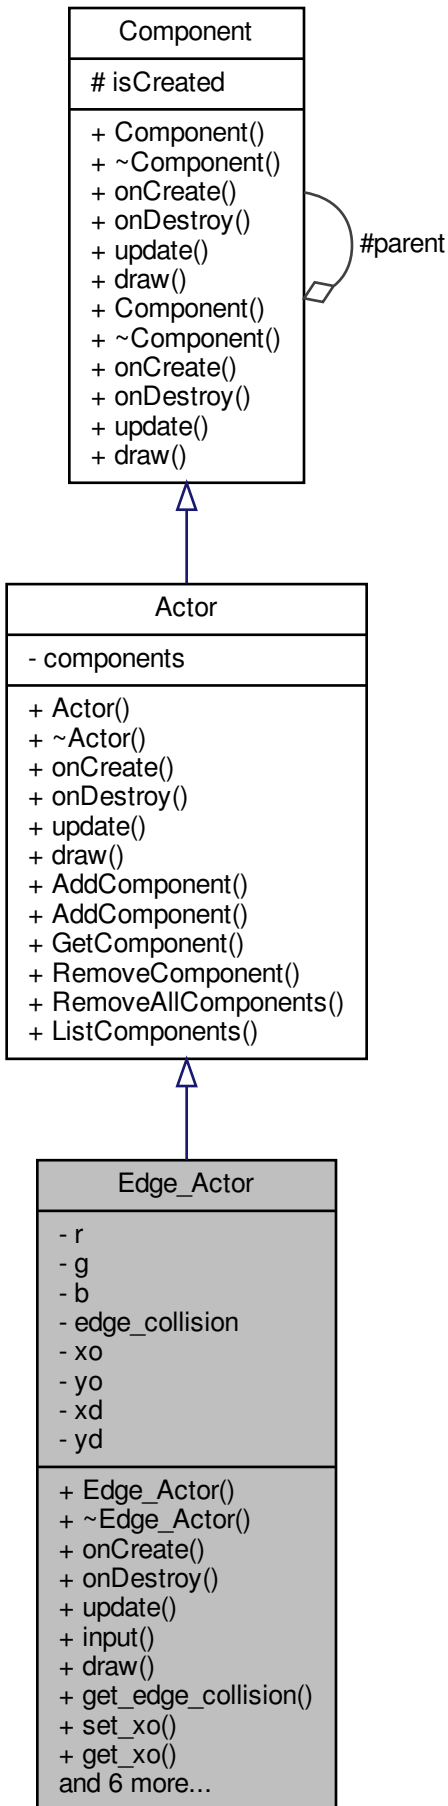 Component
# isCreated
+ Component()
+ ~Component()
+ onCreate()
+ onDestroy()
+ update()
+ draw()
+ Component()
+ ~Component()
+ onCreate()
+ onDestroy()
+ update()
+ draw()
#parent
Actor
- components
+ Actor()
+ ~Actor()
+ onCreate()
+ onDestroy()
+ update()
+ draw()
+ AddComponent()
+ AddComponent()
+ GetComponent()
+ RemoveComponent()
+ RemoveAllComponents()
+ ListComponents()
Edge_Actor
- r
- g
- b
- edge_collision
- xo
- yo
- xd
- yd
+ Edge_Actor()
+ ~Edge_Actor()
+ onCreate()
+ onDestroy()
+ update()
+ input()
+ draw()
+ get_edge_collision()
+ set_xo()
+ get_xo()
and 6 more...